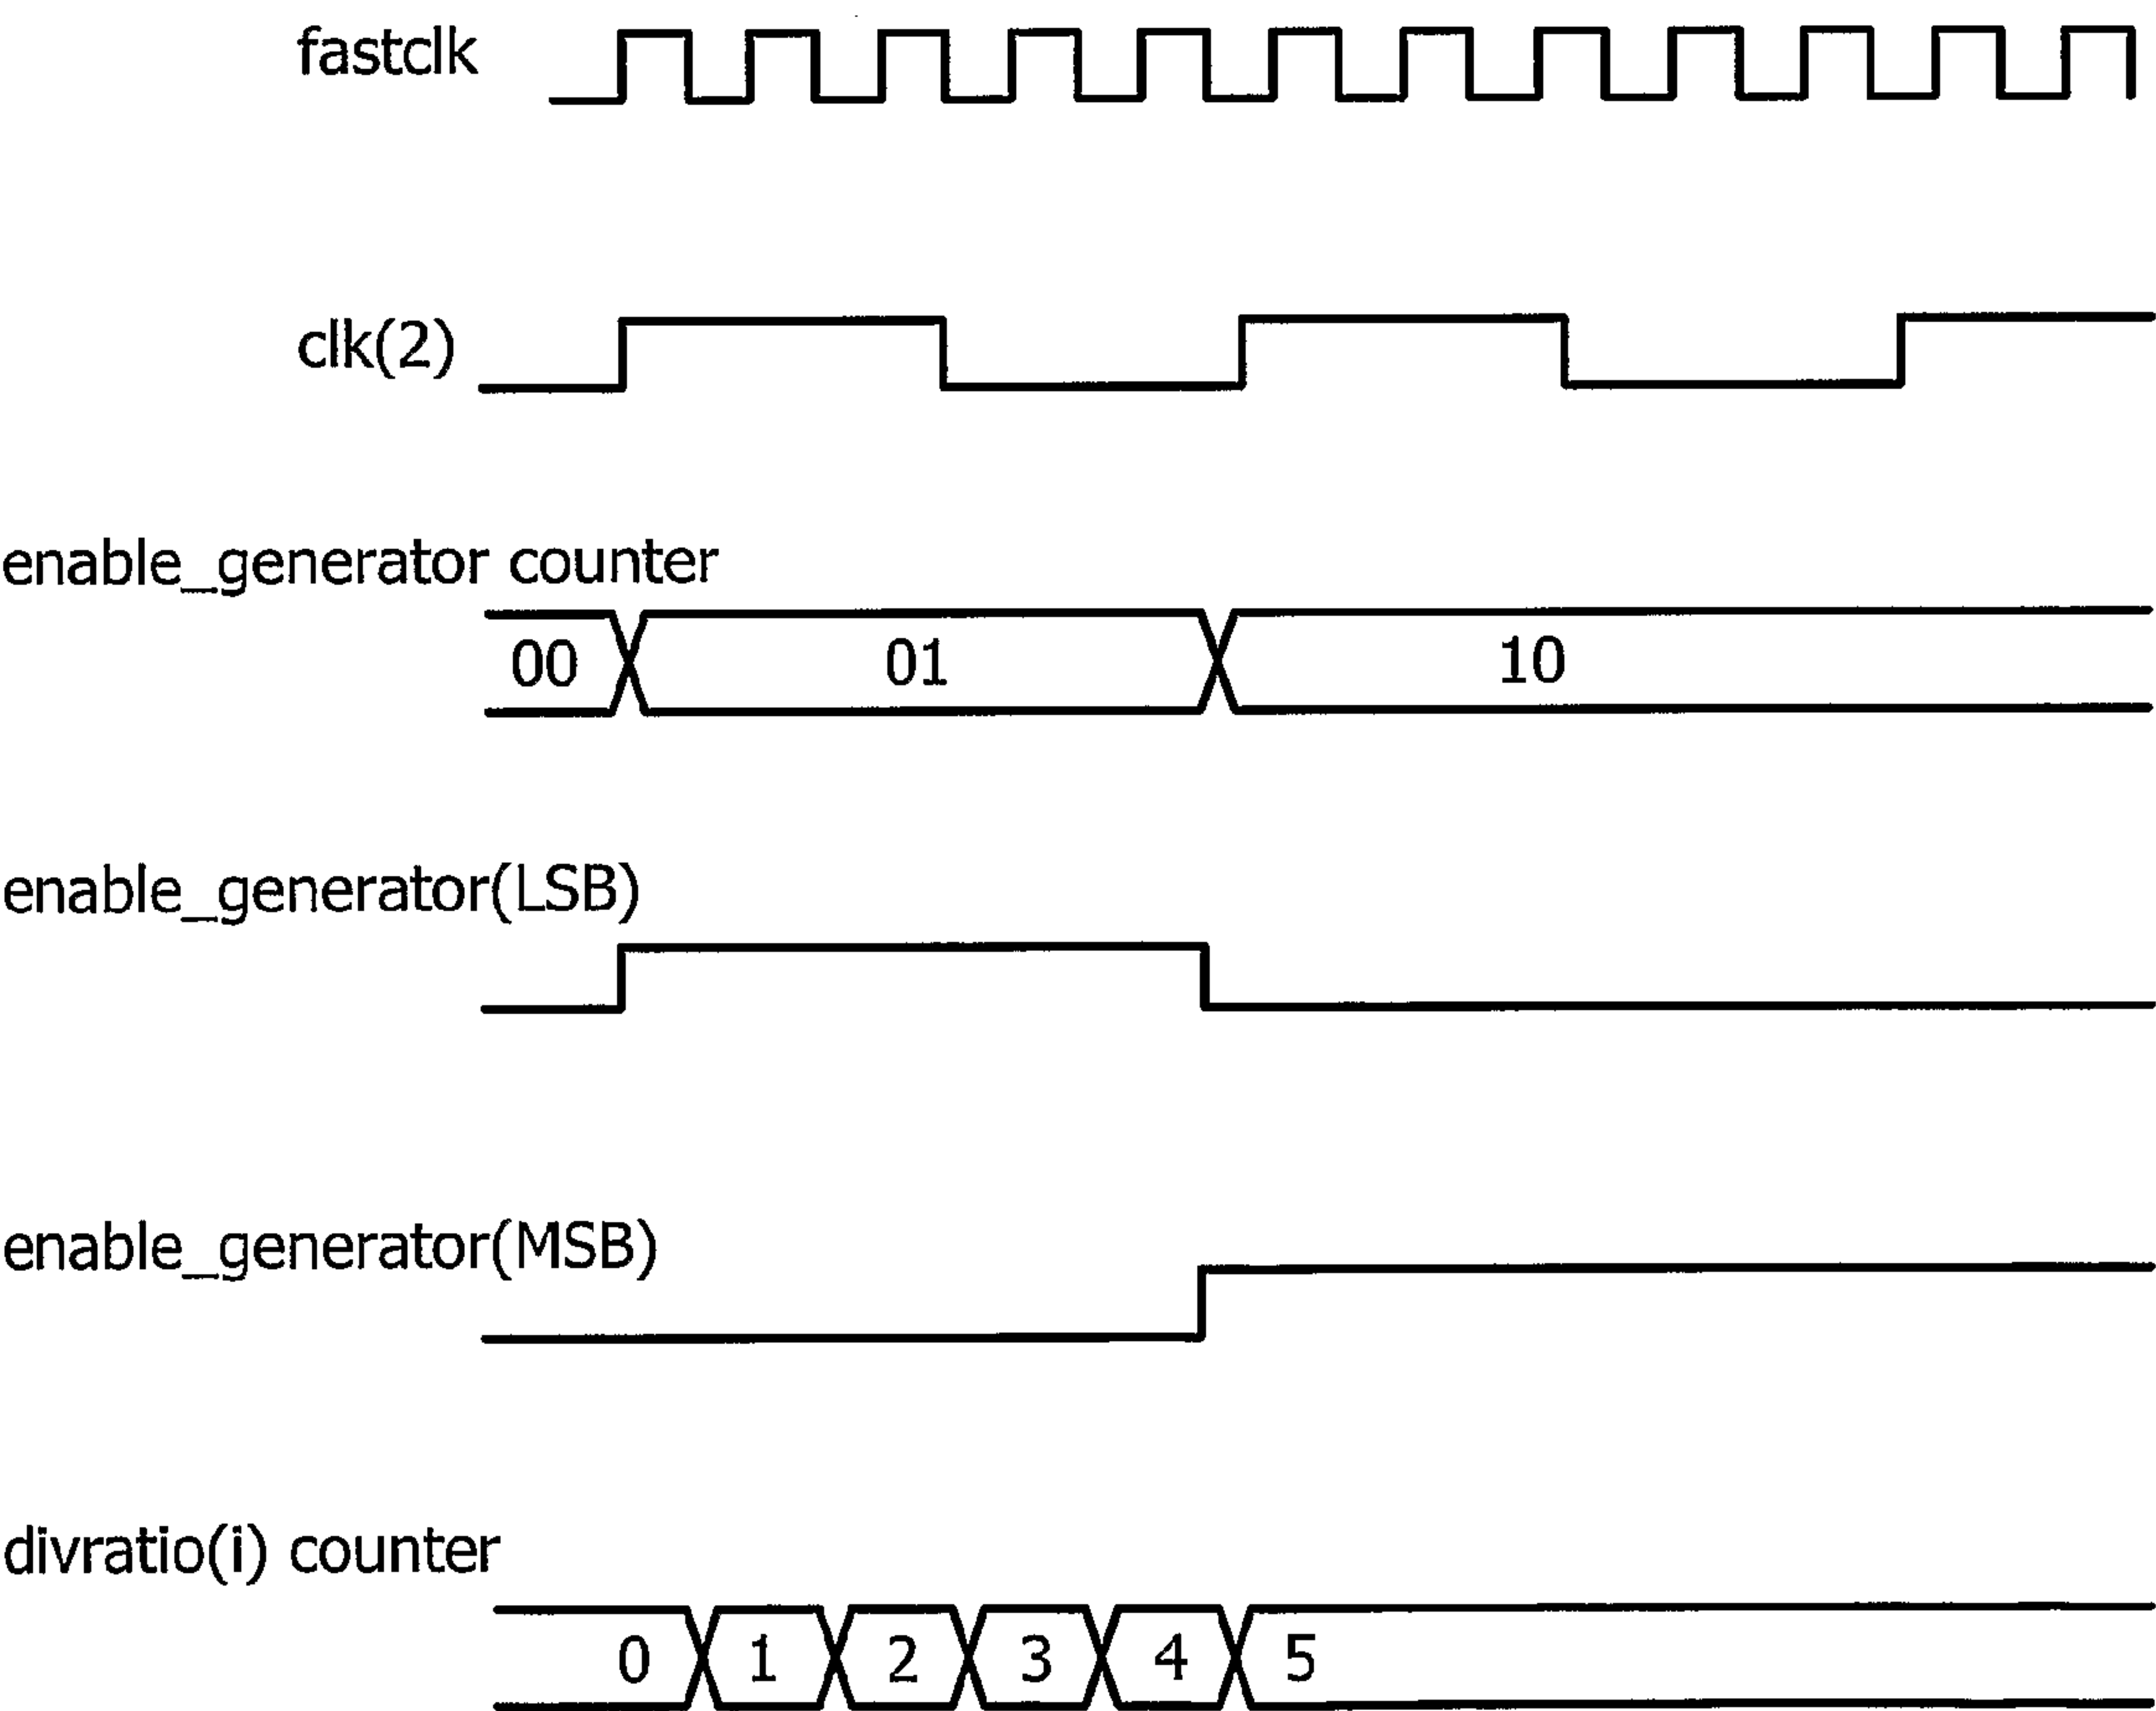 fastclk
clk(2)
enable_generator counter
00 01 10
enable_generator(LSB)
enable_generator(MSB)
divratio(i) counter
0 1 2 3 4 5